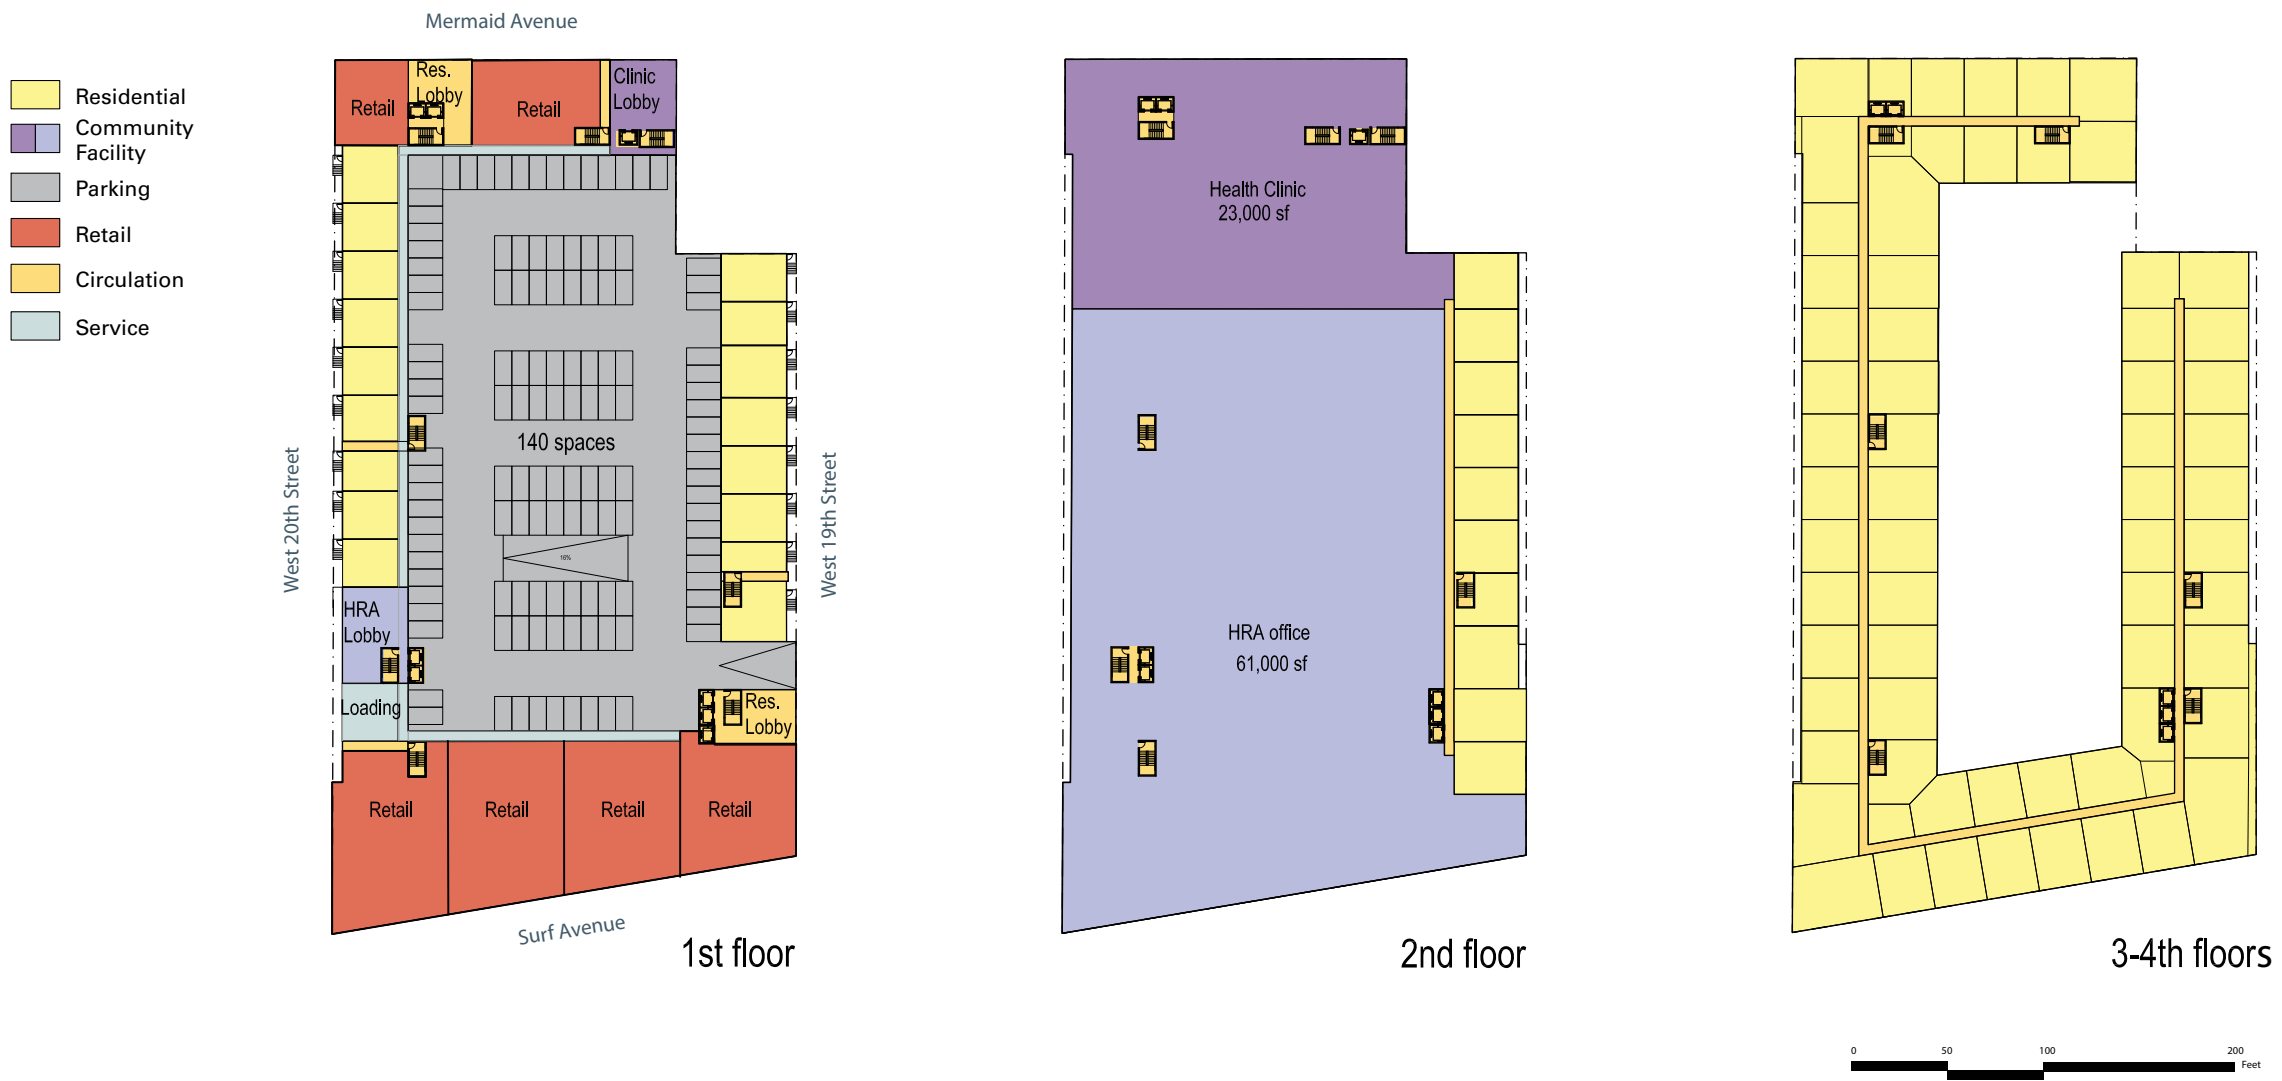 Mermaid Avenue
Residential
Community
Facility
Parking
Retail
Circulation
Service
Retail
Res.
Lobby
Retail
Clinic
Lobby
140 spaces
16%
West 20th Street
West 19th Street
HRA
Lobby
Loading
Res.
Lobby
Retail
Retail
Retail
Retail
Surf Avenue
1st floor
Health Clinic
23,000 sf
HRA office
61,000 sf
2nd floor
3-4th floors
0 50 100 200
Feet